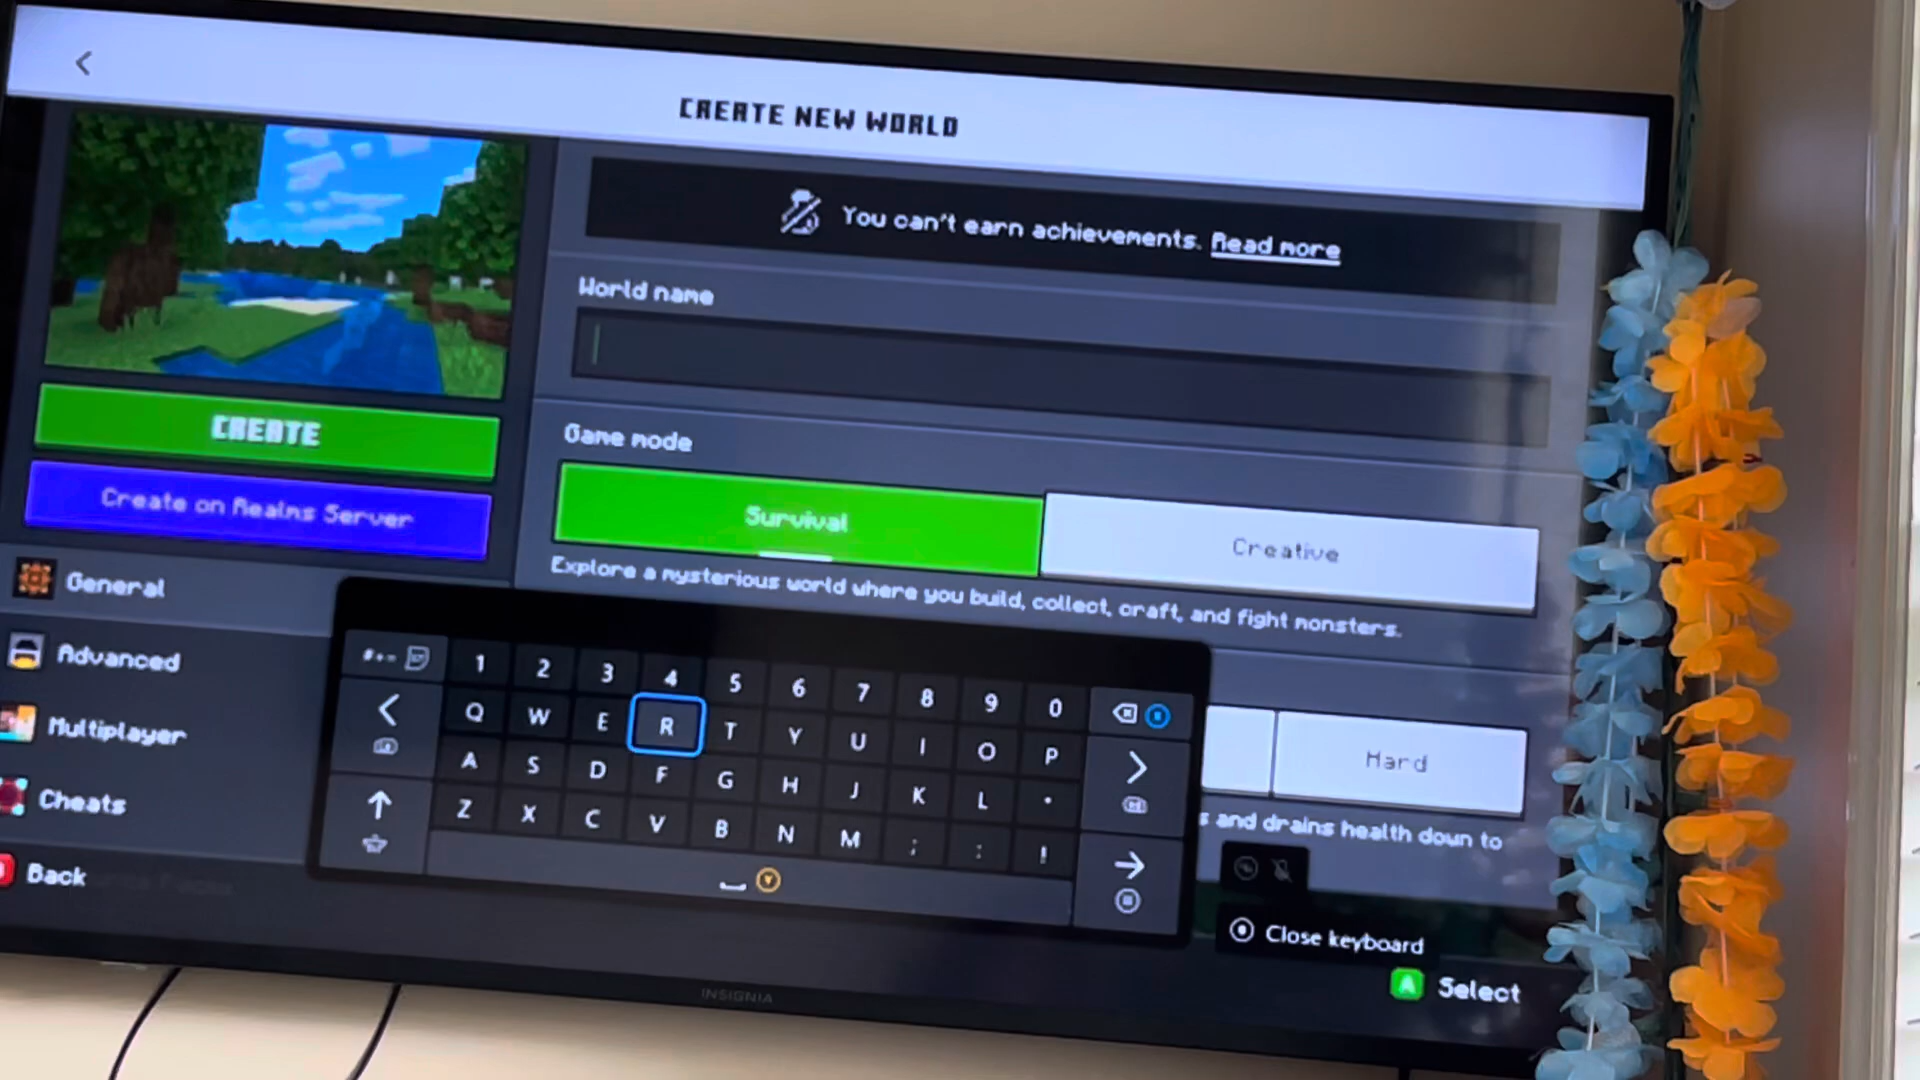 CREATE NEW WORLD
You can't earn achievements. Read more
World name
CREATE
Game mode
Create on Realms Server
Survival
Creative
Explore a mysterious world where you build, collect, craft, and fight monsters.
General
Advanced
Multiplayer
Cheats
Back
#+=
1 2 3 4 5 6 7 8 9 0
Q W E R T Y U I O P
A S D F G H J K L .
Z X C V B N M ; : !
Hard
s and drains health down to
Close keyboard
A Select
INSIGNIA